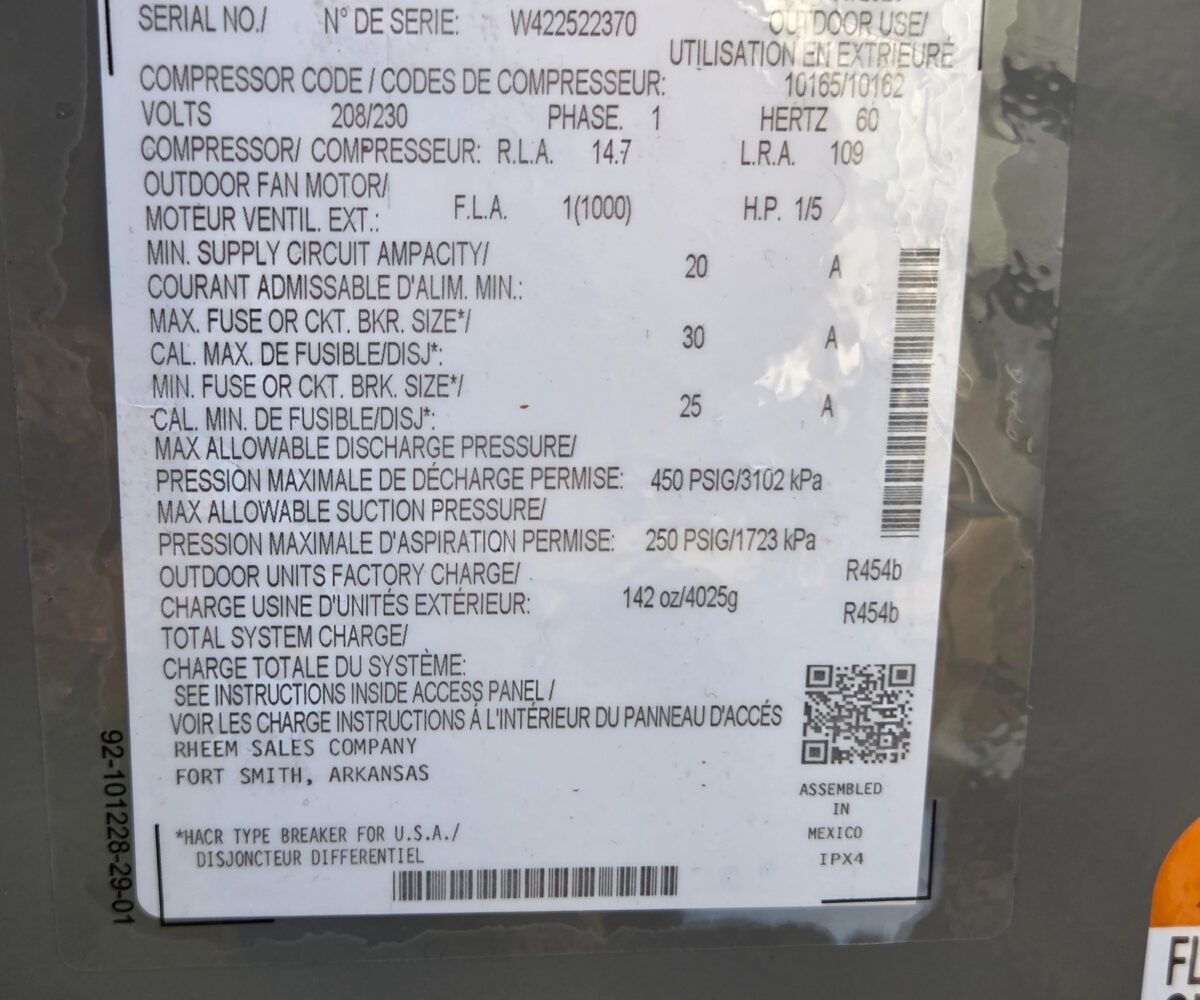 SERIAL NO./ N° DE SERIE: W422522370
OUTDOOR USE/
UTILISATION EN EXTRIEURE
COMPRESSOR CODE / CODES DE COMPRESSEUR: 10165/10162
VOLTS 208/230 PHASE. 1 HERTZ 60
COMPRESSOR/ COMPRESSEUR: R.L.A. 14.7 L.R.A. 109
OUTDOOR FAN MOTOR/
MOTEUR VENTIL. EXT.: F.L.A. 1(1000) H.P. 1/5
MIN. SUPPLY CIRCUIT AMPACITY/
COURANT ADMISSABLE D'ALIM. MIN.: 20 A
MAX. FUSE OR CKT. BKR. SIZE*/
CAL. MAX. DE FUSIBLE/DISJ*: 30 A
MIN. FUSE OR CKT. BRK. SIZE*/
CAL. MIN. DE FUSIBLE/DISJ*: 25 A
MAX ALLOWABLE DISCHARGE PRESSURE/
PRESSION MAXIMALE DE DÉCHARGE PERMISE: 450 PSIG/3102 kPa
MAX ALLOWABLE SUCTION PRESSURE/
PRESSION MAXIMALE D'ASPIRATION PERMISE: 250 PSIG/1723 kPa
OUTDOOR UNITS FACTORY CHARGE/ R454b
CHARGE USINE D'UNITÉS EXTÉRIEUR: 142 oz/4025g R454b
TOTAL SYSTEM CHARGE/
CHARGE TOTALE DU SYSTÈME:
SEE INSTRUCTIONS INSIDE ACCESS PANEL /
VOIR LES CHARGE INSTRUCTIONS Á L'INTÉRIEUR DU PANNEAU D'ACCÉS
RHEEM SALES COMPANY
FORT SMITH, ARKANSAS
ASSEMBLED
IN
MEXICO
IPX4
*HACR TYPE BREAKER FOR U.S.A./
DISJONCTEUR DIFFERENTIEL
92-101228-29-01